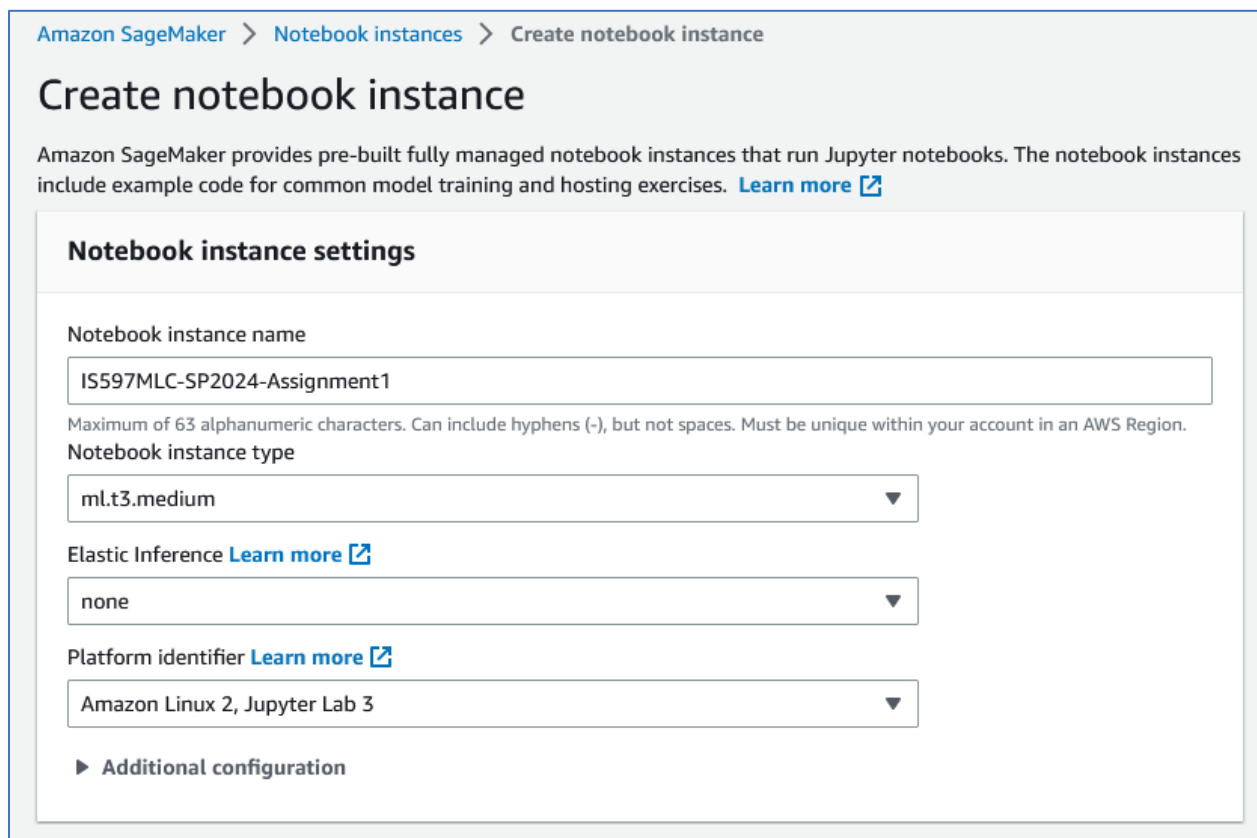 Amazon SageMaker > Notebook instances > Create notebook instance
Create notebook instance
Amazon SageMaker provides pre-built fully managed notebook instances that run Jupyter notebooks. The notebook instances
include example code for common model training and hosting exercises. Learn more
Notebook instance settings
Notebook instance name
IS597MLC-SP2024-Assignment1
Maximum of 63 alphanumeric characters. Can include hyphens (-), but not spaces. Must be unique within your account in an AWS Region.
Notebook instance type
ml.t3.medium
Elastic Inference Learn more
none
Platform identifier Learn more
Amazon Linux 2, Jupyter Lab 3
Additional configuration